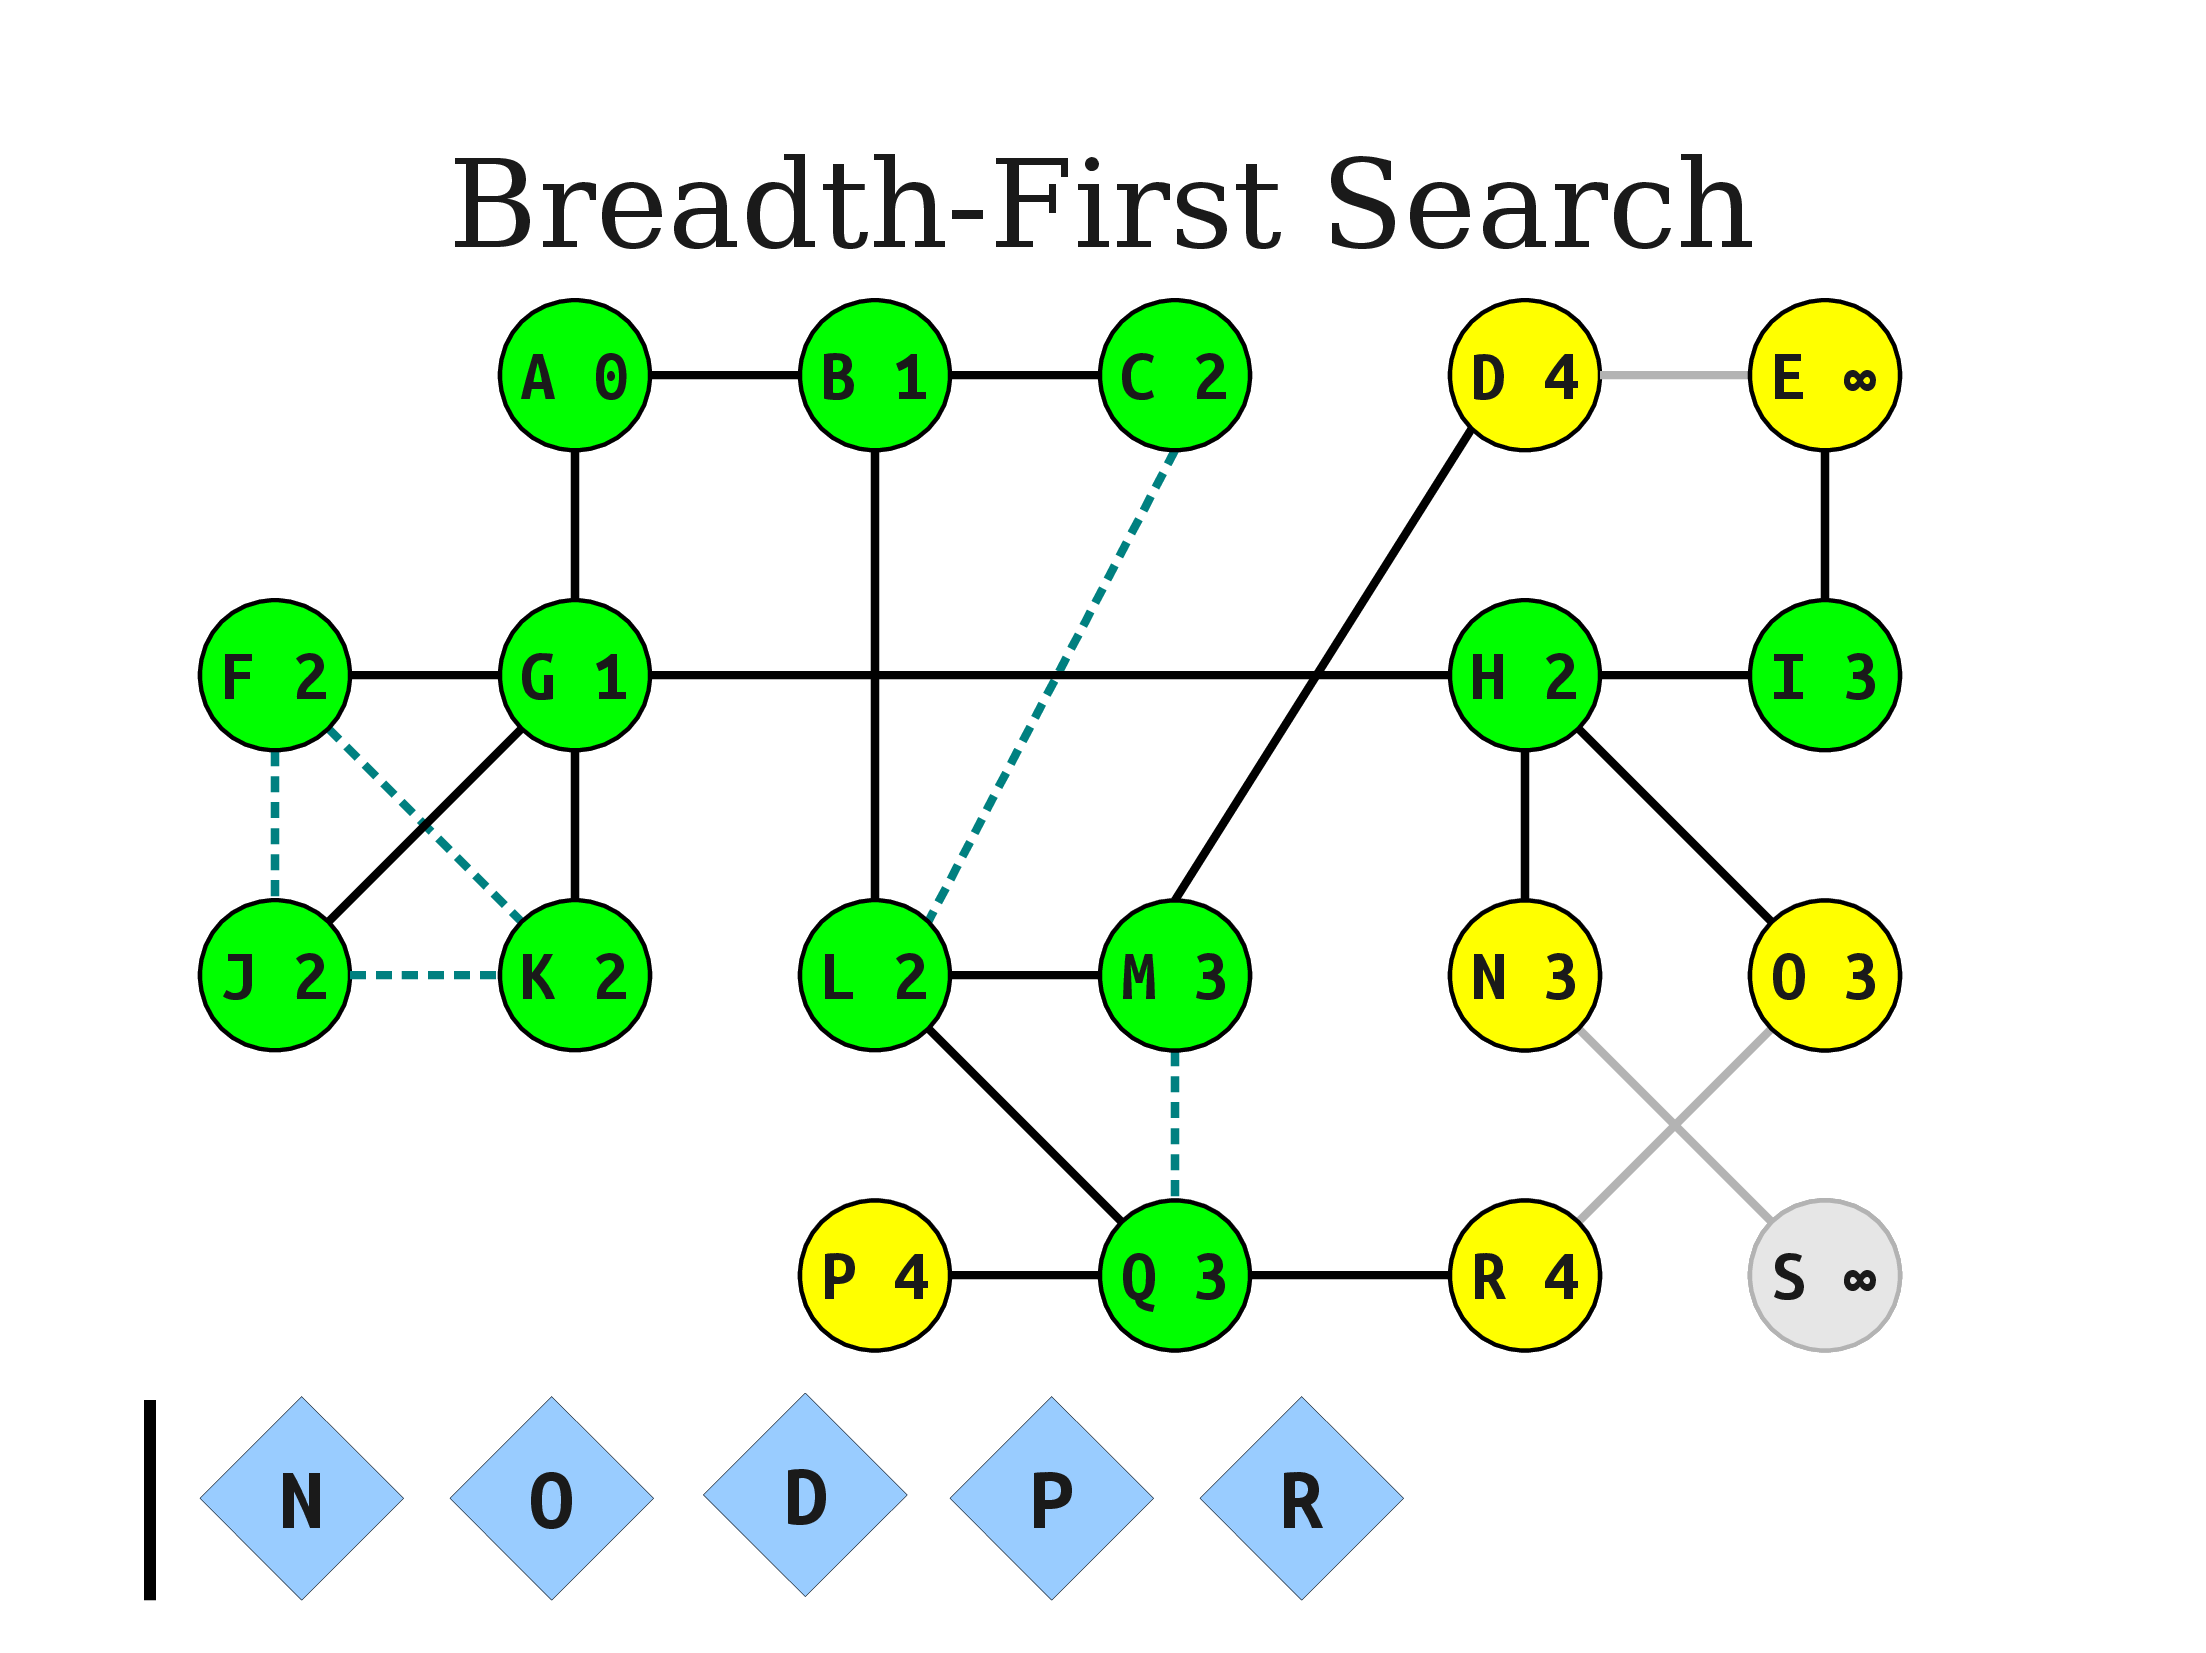 Breadth-First Search
A 0 B 1 C 2 D 4 E ∞
F 2 G 1 H 2 I 3
J 2 K 2 L 2 M 3 N 3 O 3
P 4 Q 3 R 4 S ∞
N O D P R